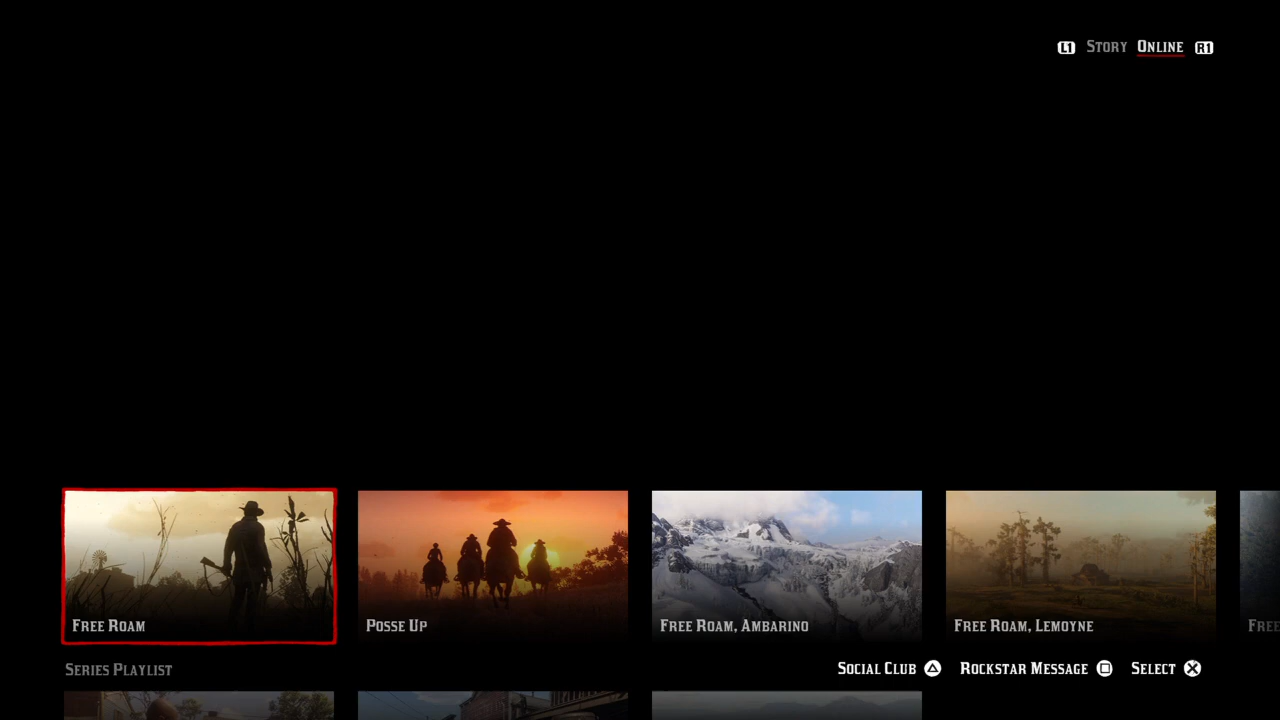 L1 STORY ONLINE R1
FREE ROAM
POSSE UP
FREE ROAM, AMBARINO
FREE ROAM, LEMOYNE
FREE
SERIES PLAYLIST
SOCIAL CLUB
ROCKSTAR MESSAGE
SELECT